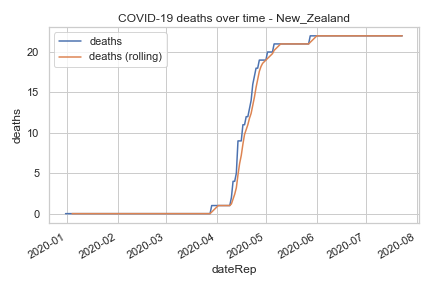 COVID-19 deaths over time - New_Zealand
deaths
deaths (rolling)
deaths
20
15
10
5
0
2020-01
2020-02
2020-03
2020-04
2020-05
2020-06
2020-07
2020-08
dateRep